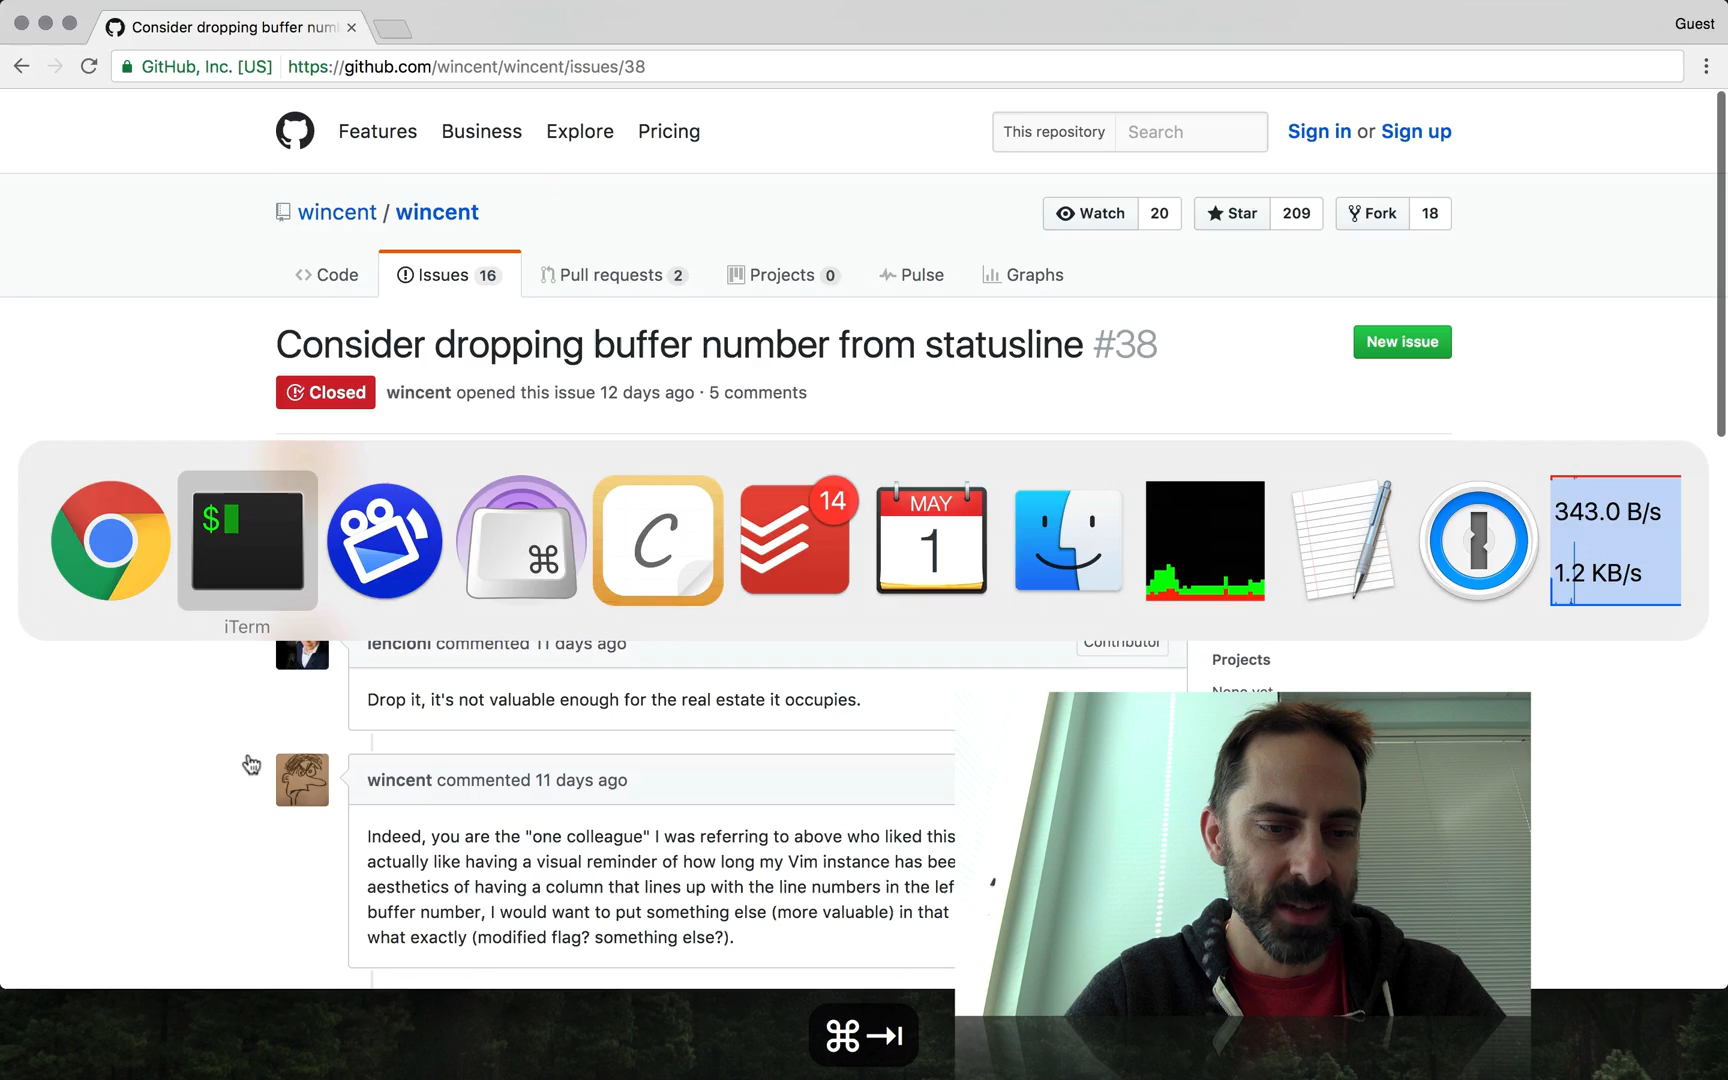 Consider dropping buffer num
Guest
GitHub, Inc. [US]
https://github.com/wincent/wincent/issues/38
Features
Business
Explore
Pricing
This repository
Search
Sign in or Sign up
wincent / wincent
Watch 20
Star 209
Fork 18
Code
Issues 16
Pull requests 2
Projects 0
Pulse
Graphs
Consider dropping buffer number from statusline #38
New issue
Closed
wincent opened this issue 12 days ago · 5 comments
$
C
14
MAY
1
⌘
343.0 B/s
1.2 KB/s
iTerm
lencioni commented 11 days ago
Contributor
Projects
None yet
Drop it, it's not valuable enough for the real estate it occupies.
wincent commented 11 days ago
Indeed, you are the "one colleague" I was referring to above who liked this
actually like having a visual reminder of how long my Vim instance has bee
aesthetics of having a column that lines up with the line numbers in the lef
buffer number, I would want to put something else (more valuable) in that
what exactly (modified flag? something else?).
⌘⇥